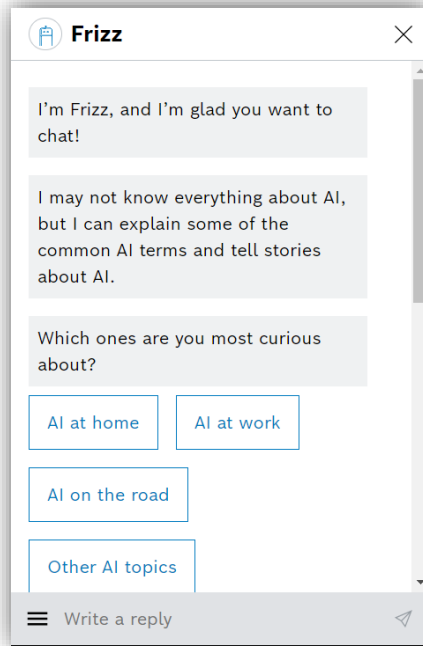 Frizz
I’m Frizz, and I’m glad you want to
chat!
I may not know everything about AI,
but I can explain some of the
common AI terms and tell stories
about AI.
Which ones are you most curious
about?
AI at home
AI at work
AI on the road
Other AI topics
Write a reply